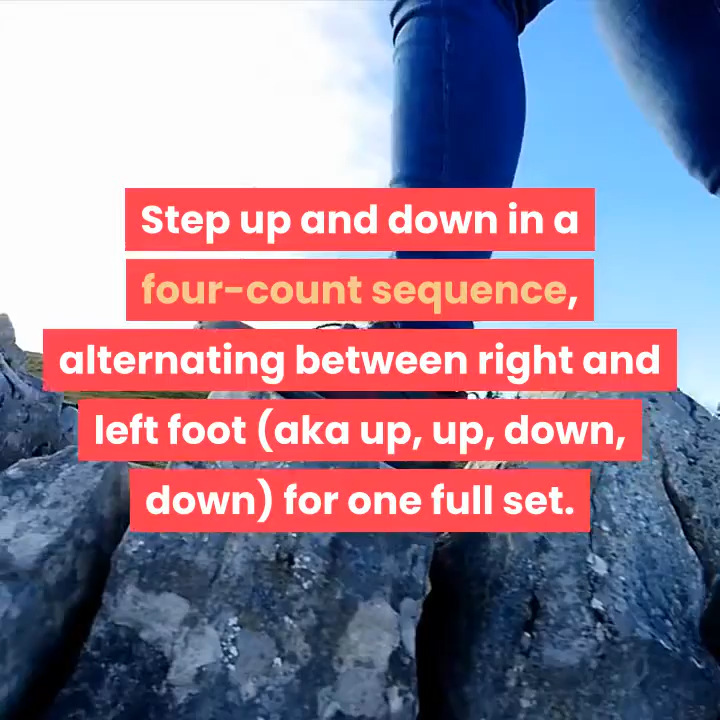 Step up and down in a
four-count sequence,
alternating between right and
left foot (aka up, up, down,
down) for one full set.